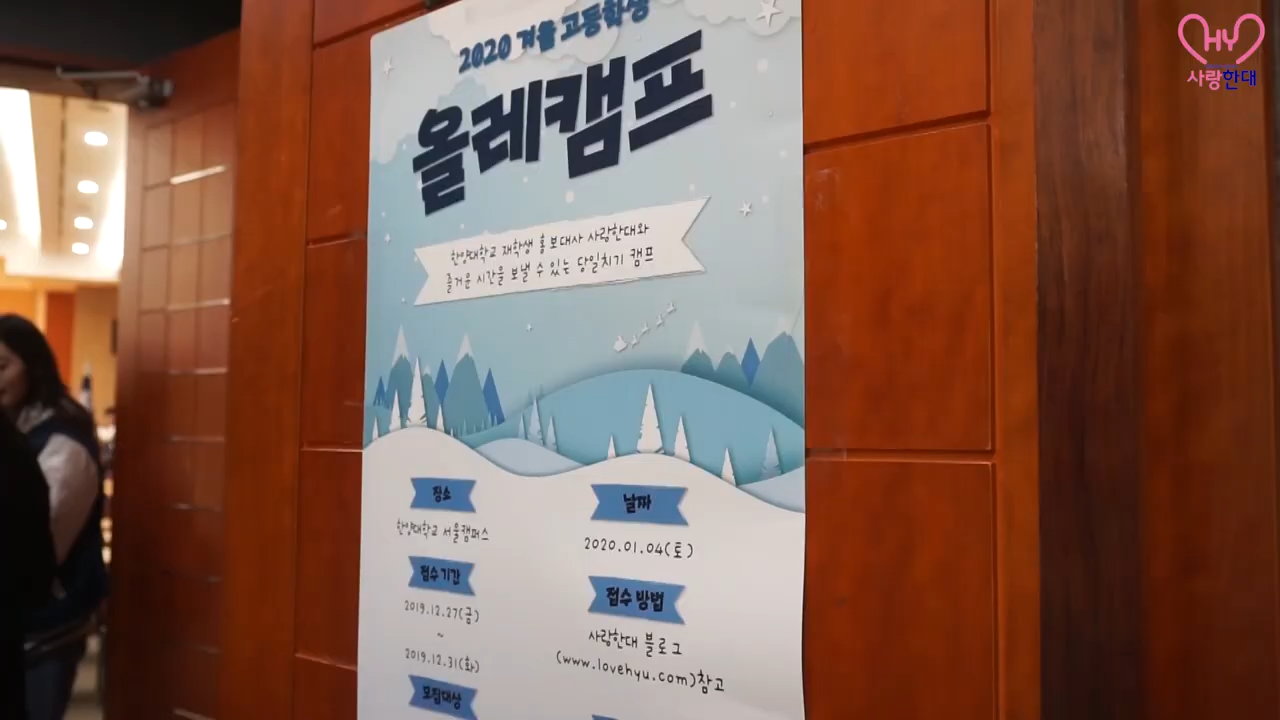 HY
사랑한대
2020 겨울 고등학생
올레캠프
한양대학교 재학생 홍보대사 사랑한대와
즐거운 시간을 보낼 수 있는 당일치기 캠프
장소
한양대학교 서울캠퍼스
날짜
2020.01.04(토)
접수 기간
2019.12.27(금)
~
2019.12.31(화)
접수 방법
사랑한대 블로그
(www.lovehyu.com)참고
모집대상